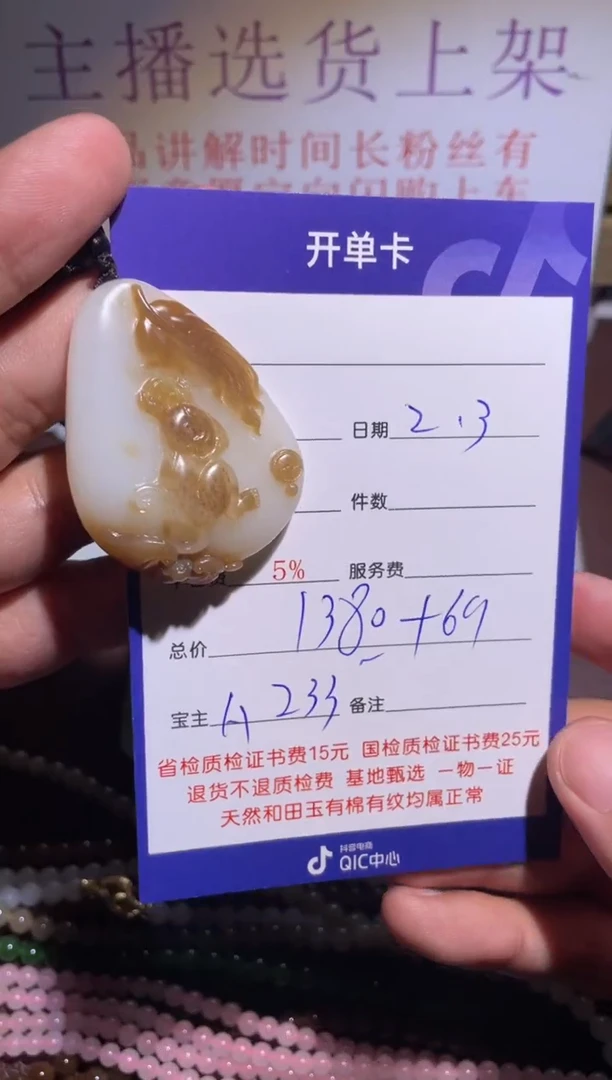 主播选货上架
品讲解时间长粉丝有
开单卡
日期 2.3
件数
5% 服务费
总价 1380+69
宝主 A 233 备注
省检质检证书费15元 国检质检证书费25元
退货不退质检费 基地甄选 一物一证
天然和田玉有棉有纹均属正常
抖音电商
QIC中心